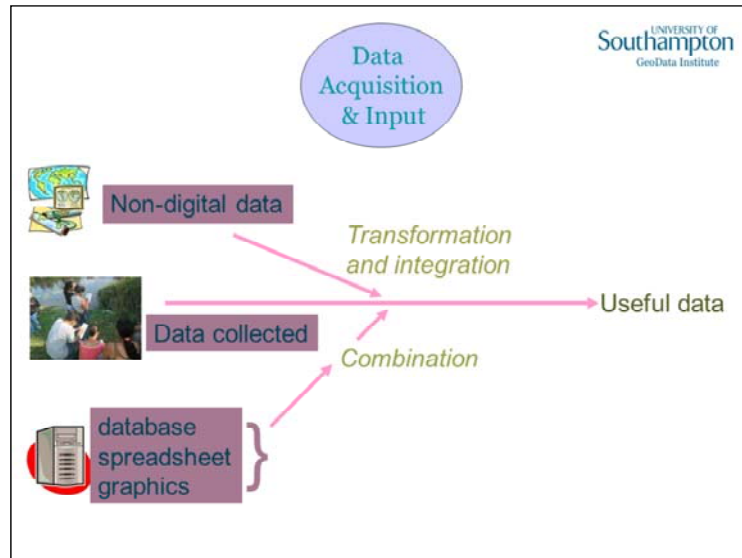 Data
Acquisition
& Input
UNIVERSITY OF
Southampton
GeoData Institute
Non-digital data
Transformation
and integration
Useful data
Data collected
Combination
database
spreadsheet
graphics